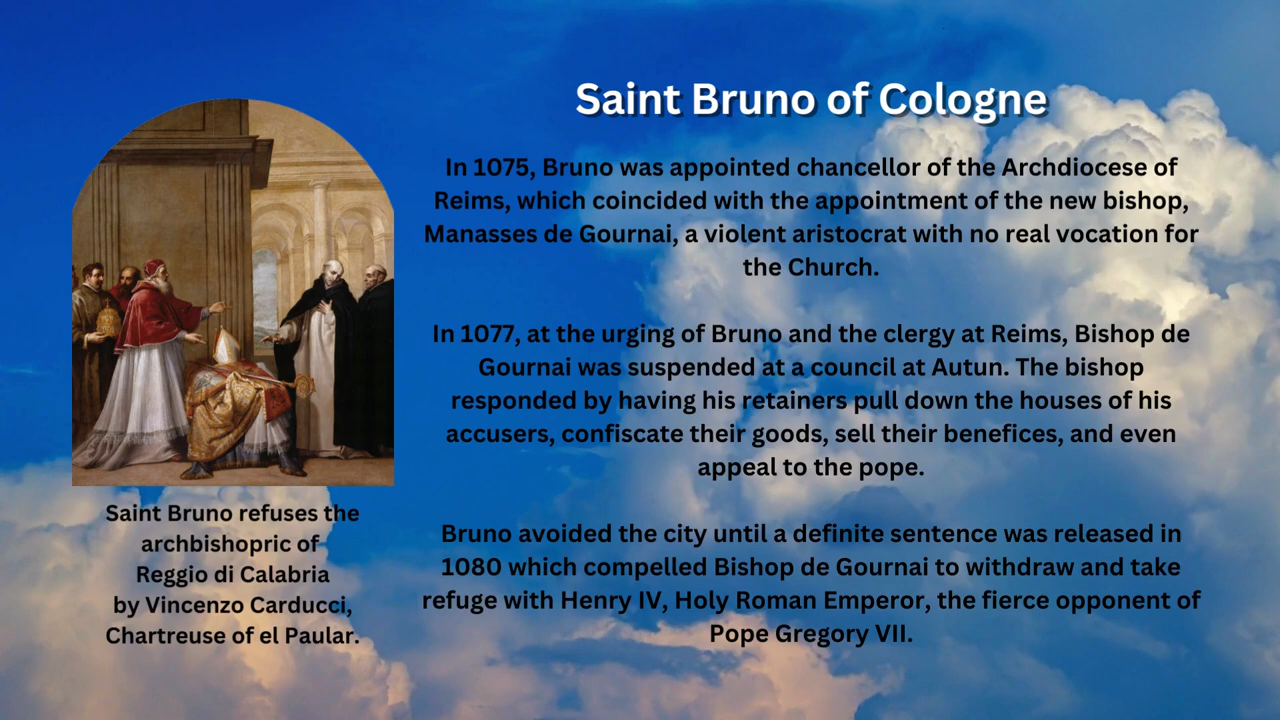 Saint Bruno of Cologne
In 1075, Bruno was appointed chancellor of the Archdiocese of
Reims, which coincided with the appointment of the new bishop,
Manasses de Gournai, a violent aristocrat with no real vocation for
the Church.
In 1077, at the urging of Bruno and the clergy at Reims, Bishop de
Gournai was suspended at a council at Autun. The bishop
responded by having his retainers pull down the houses of his
accusers, confiscate their goods, sell their benefices, and even
appeal to the pope.
Bruno avoided the city until a definite sentence was released in
1080 which compelled Bishop de Gournai to withdraw and take
refuge with Henry IV, Holy Roman Emperor, the fierce opponent of
Pope Gregory VII.
Saint Bruno refuses the
archbishopric of
Reggio di Calabria
by Vincenzo Carducci,
Chartreuse of el Paular.